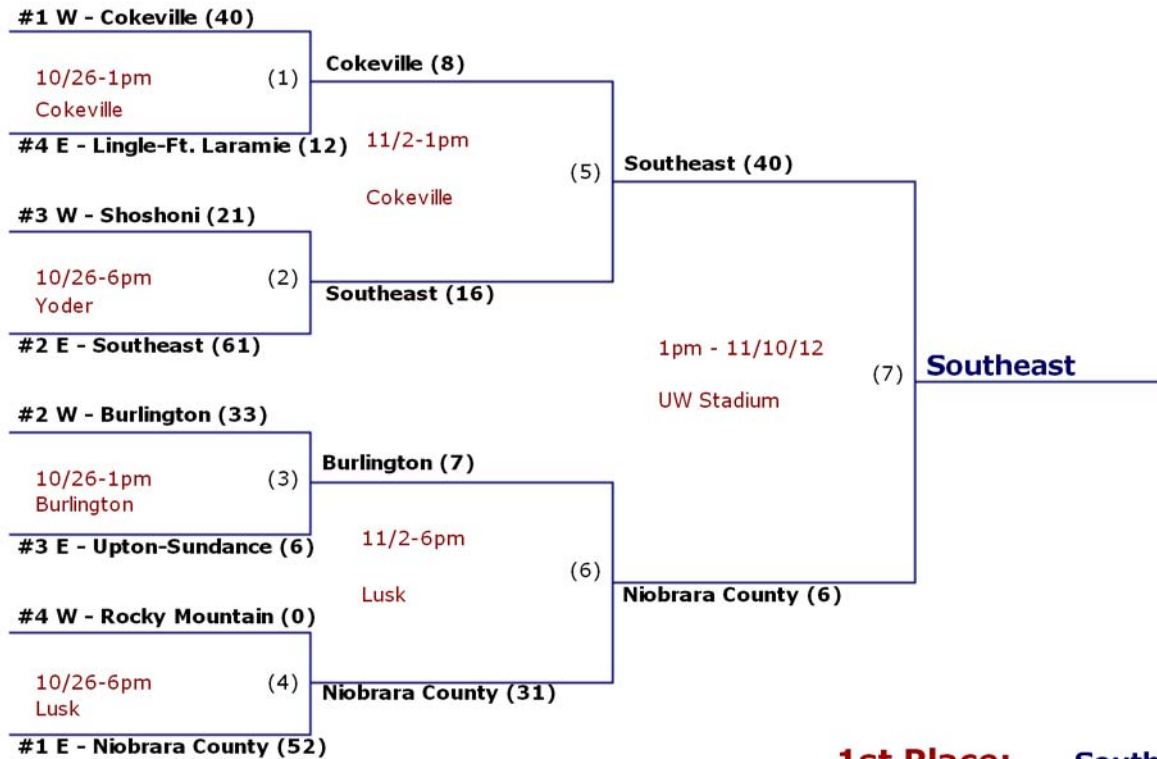 #1 W - Cokeville (40)
10/26-1pm
(1)
Cokeville
#4 E - Lingle-Ft. Laramie (12)
Cokeville (8)
11/2-1pm
(5)
Cokeville
#3 W - Shoshoni (21)
10/26-6pm
(2)
Yoder
#2 E - Southeast (61)
Southeast (16)
Southeast (40)
1pm - 11/10/12
(7)
UW Stadium
Southeast
#2 W - Burlington (33)
10/26-1pm
(3)
Burlington
#3 E - Upton-Sundance (6)
Burlington (7)
11/2-6pm
(6)
Lusk
Niobrara County (6)
#4 W - Rocky Mountain (0)
10/26-6pm
(4)
Lusk
#1 E - Niobrara County (52)
Niobrara County (31)
1st Place: